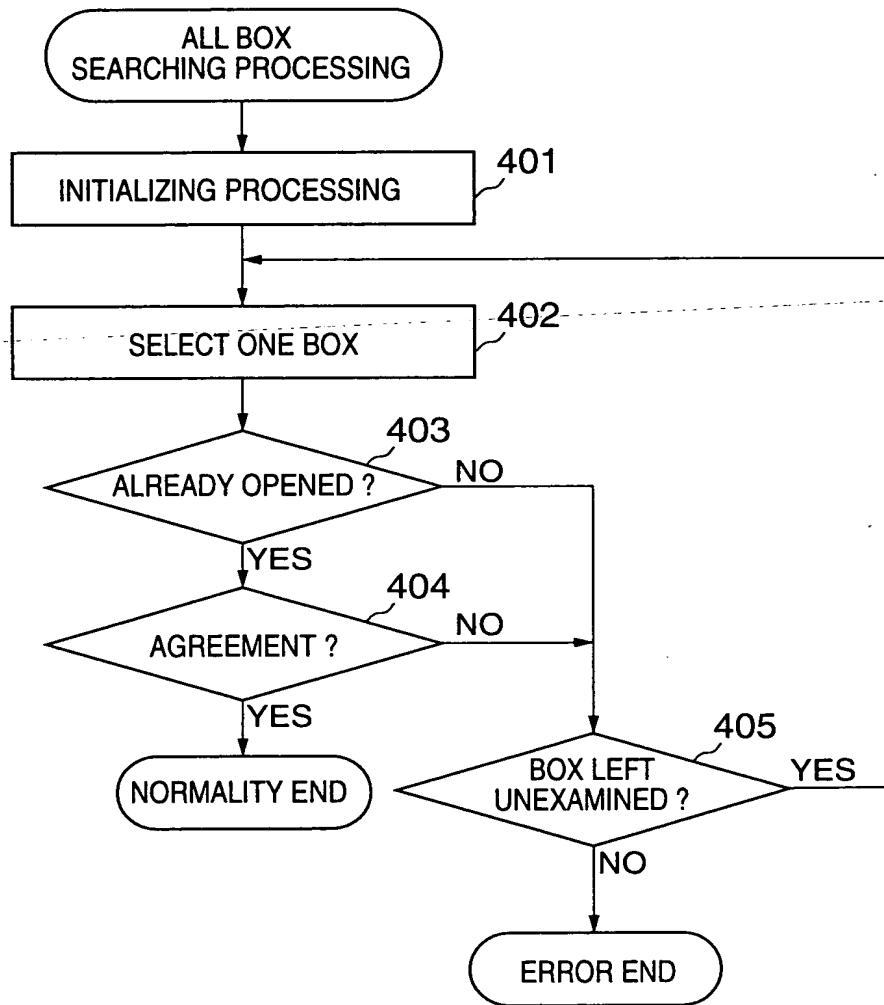 ALL BOX
SEARCHING PROCESSING
401
INITIALIZING PROCESSING
402
SELECT ONE BOX
403
ALREADY OPENED ?
NO
YES
404
AGREEMENT ?
NO
YES
NORMALITY END
405
BOX LEFT
UNEXAMINED ?
YES
NO
ERROR END